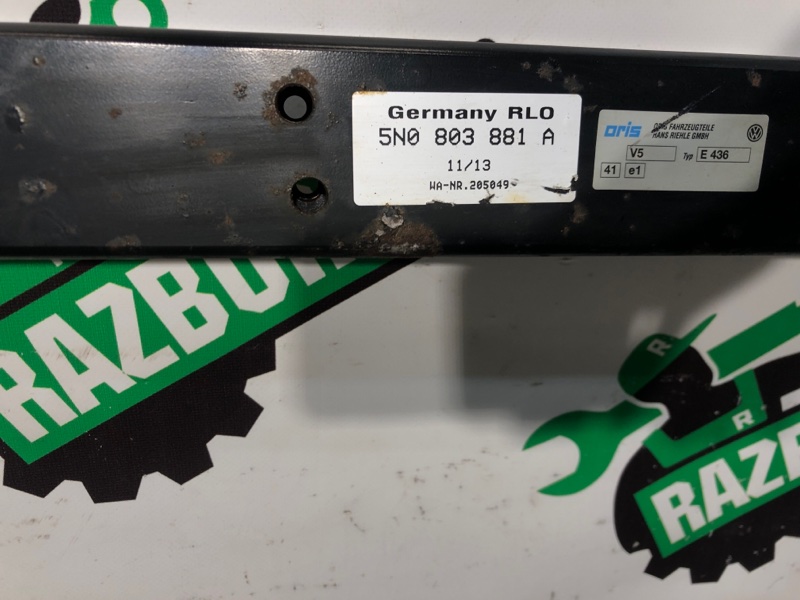 Germany RLO
5N0 803 881 A
11/13
WA-NR.205049
oris
ORIS FAHRZEUGTEILE
HANS RIEHLE GMBH
V5
Typ
E 436
41
e1
RAZBOR
R
R
RAZB